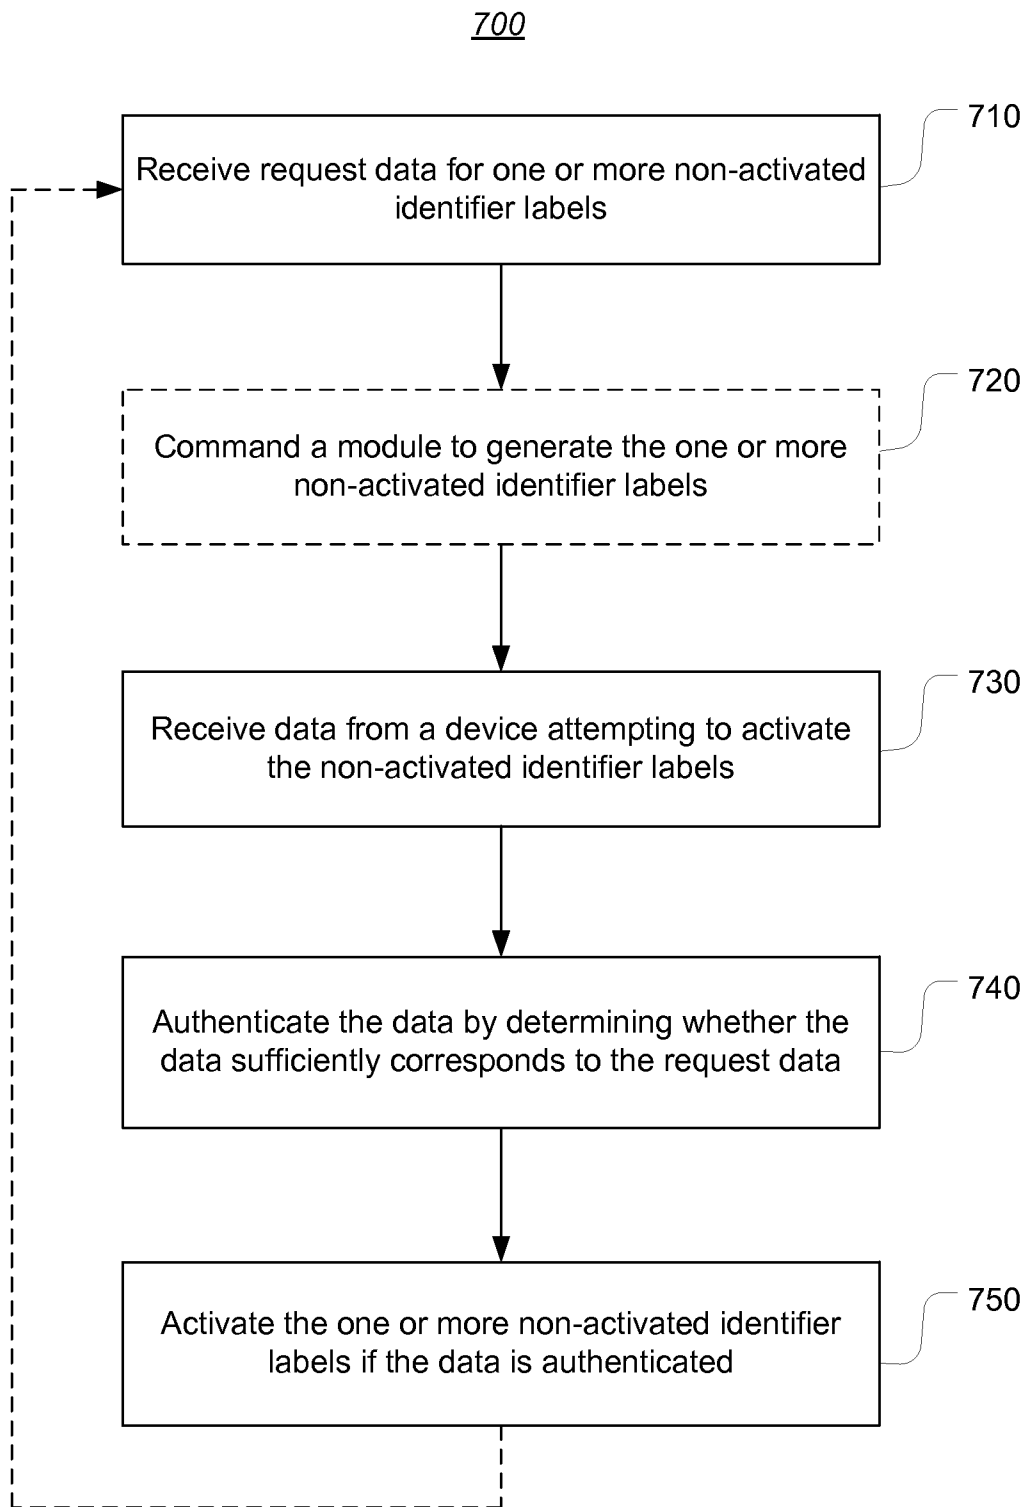 700
710
Receive request data for one or more non-activated
identifier labels
720
Command a module to generate the one or more
non-activated identifier labels
730
Receive data from a device attempting to activate
the non-activated identifier labels
740
Authenticate the data by determining whether the
data sufficiently corresponds to the request data
750
Activate the one or more non-activated identifier
labels if the data is authenticated